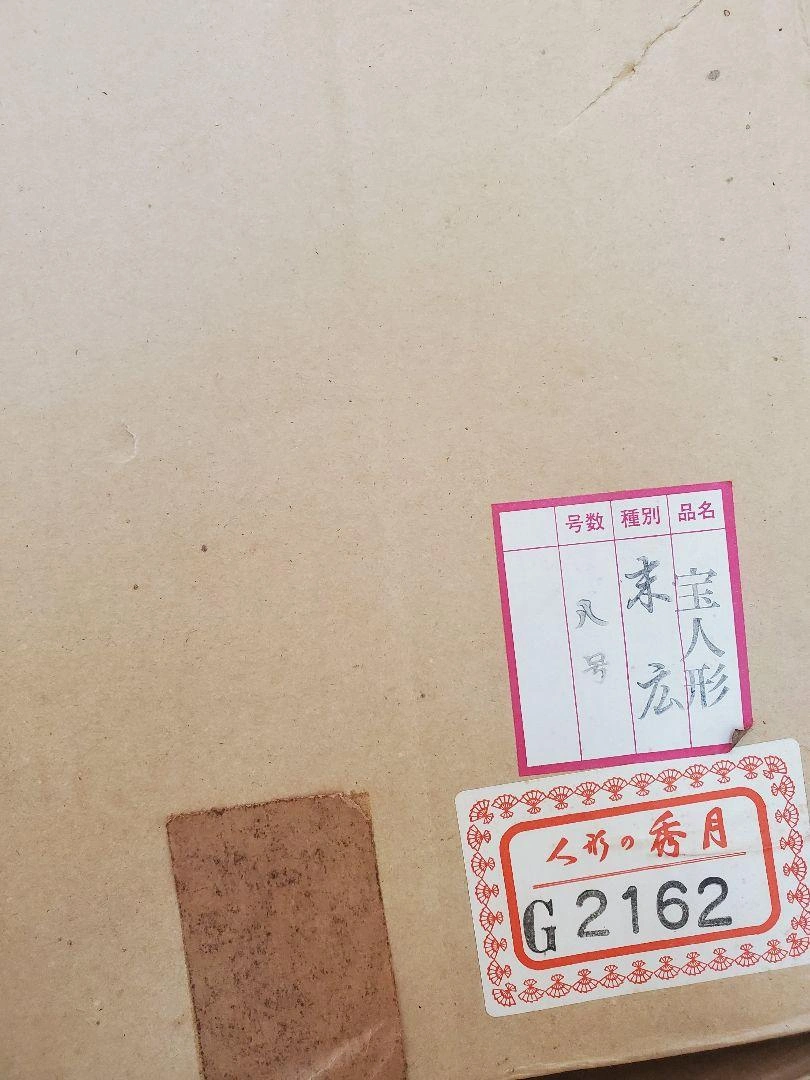 品名
宝人形
種別
末広
号数
八号
人形の秀月
G2162